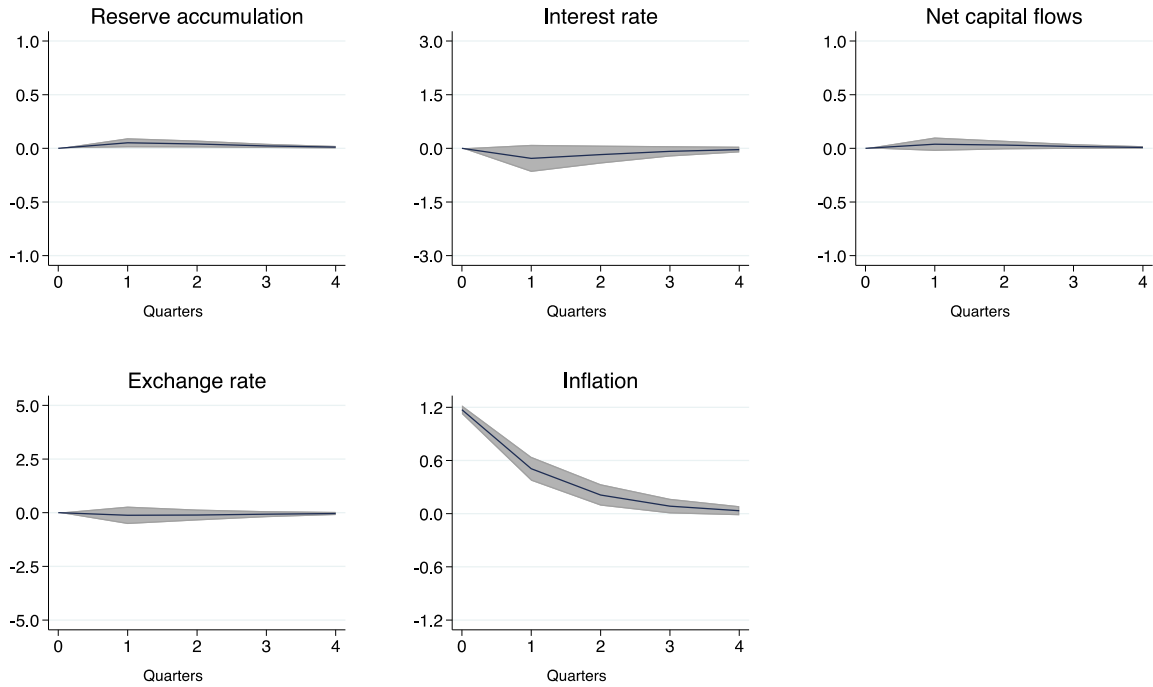 Reserve accumulation
1.0
0.5
0.0
-0.5
-1.0
0 1 2 3 4
Quarters
Interest rate
3.0
1.5
0.0
-1.5
-3.0
0 1 2 3 4
Quarters
Net capital flows
1.0
0.5
0.0
-0.5
-1.0
0 1 2 3 4
Quarters
Exchange rate
5.0
2.5
0.0
-2.5
-5.0
0 1 2 3 4
Quarters
Inflation
1.2
0.6
0.0
-0.6
-1.2
0 1 2 3 4
Quarters